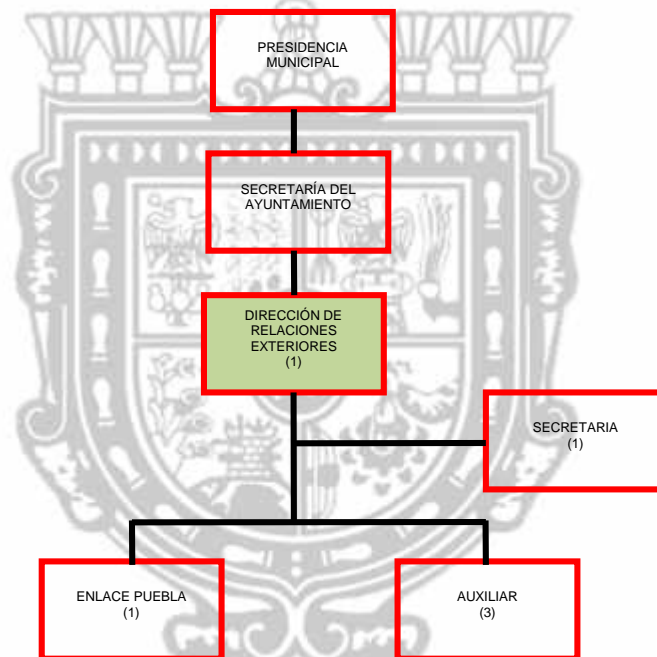 PRESIDENCIA
MUNICIPAL
SECRETARÍA DEL
AYUNTAMIENTO
DIRECCIÓN DE
RELACIONES
EXTERIORES
(1)
SECRETARIA
(1)
ENLACE PUEBLA
(1)
AUXILIAR
(3)